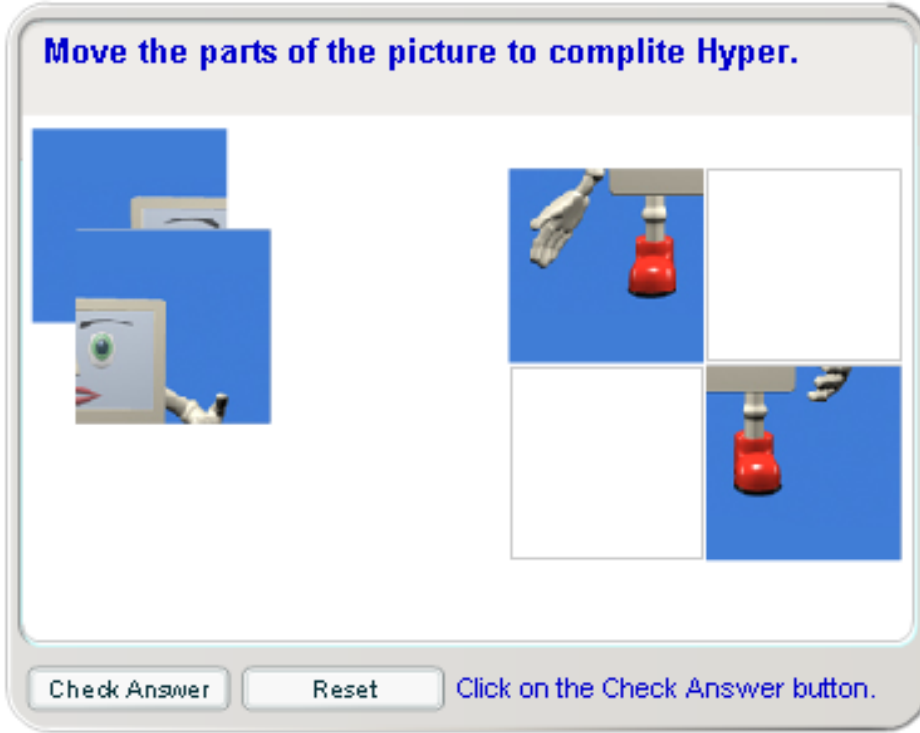 Move the parts of the picture to complite Hyper.
Check Answer
Reset
Click on the Check Answer button.